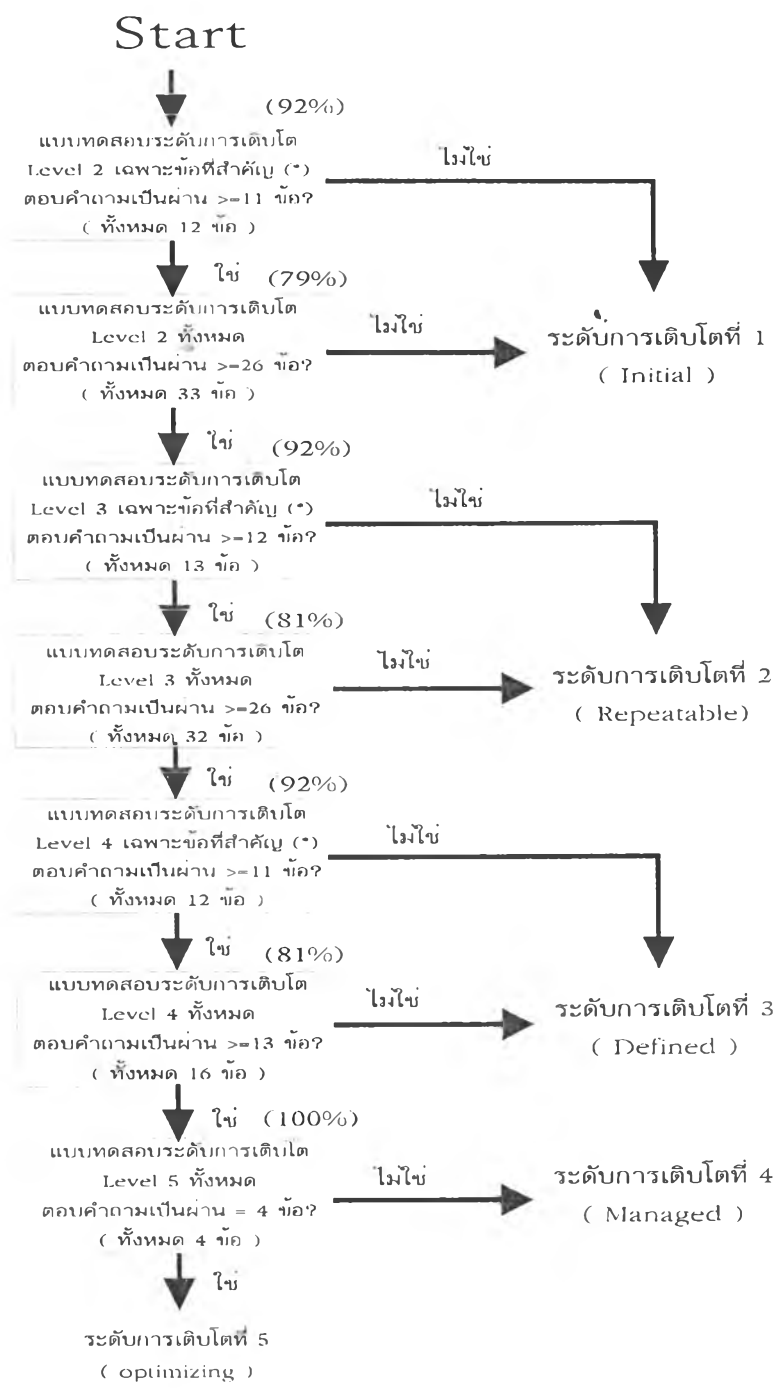 Start
(92%)
แบบทดสอบระดับการเติบโต
Level 2 เฉพาะข้อที่สำคัญ (*)
ตอบคำถามเป็นผ่าน >=11 ข้อ?
( ทั้งหมด 12 ข้อ )
ไม่ใช่
ใช่ (79%)
แบบทดสอบระดับการเติบโต
Level 2 ทั้งหมด
ตอบคำถามเป็นผ่าน >=26 ข้อ?
( ทั้งหมด 33 ข้อ )
ไม่ใช่
ระดับการเติบโตที่ 1
( Initial )
ใช่ (92%)
แบบทดสอบระดับการเติบโต
Level 3 เฉพาะข้อที่สำคัญ (*)
ตอบคำถามเป็นผ่าน >=12 ข้อ?
( ทั้งหมด 13 ข้อ )
ไม่ใช่
ใช่ (81%)
แบบทดสอบระดับการเติบโต
Level 3 ทั้งหมด
ตอบคำถามเป็นผ่าน >=26 ข้อ?
( ทั้งหมด 32 ข้อ )
ไม่ใช่
ระดับการเติบโตที่ 2
( Repeatable)
ใช่ (92%)
แบบทดสอบระดับการเติบโต
Level 4 เฉพาะข้อที่สำคัญ (*)
ตอบคำถามเป็นผ่าน >=11 ข้อ?
( ทั้งหมด 12 ข้อ )
ไม่ใช่
ใช่ (81%)
แบบทดสอบระดับการเติบโต
Level 4 ทั้งหมด
ตอบคำถามเป็นผ่าน >=13 ข้อ?
( ทั้งหมด 16 ข้อ )
ไม่ใช่
ระดับการเติบโตที่ 3
( Defined )
ใช่ (100%)
แบบทดสอบระดับการเติบโต
Level 5 ทั้งหมด
ตอบคำถามเป็นผ่าน = 4 ข้อ?
( ทั้งหมด 4 ข้อ )
ไม่ใช่
ระดับการเติบโตที่ 4
( Managed )
ใช่
ระดับการเติบโตที่ 5
( optimizing )